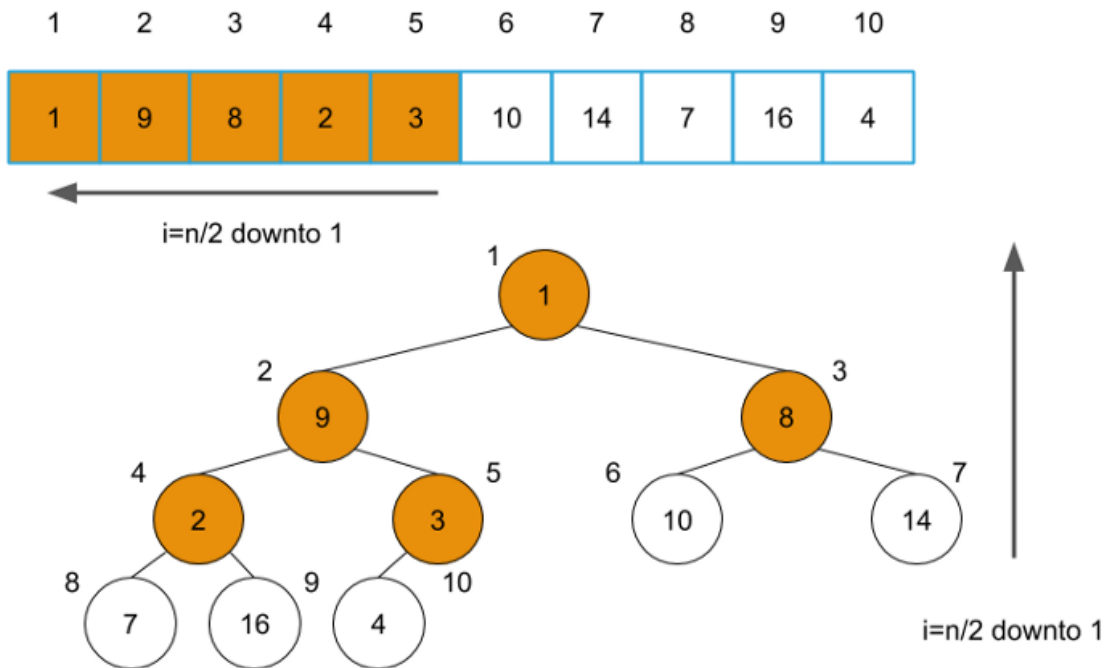 1 2 3 4 5 6 7 8 9 10
1 9 8 2 3 10 14 7 16 4
i=n/2 downto 1
1
1
2 3
9 8
4 5 6 7
2 3 10 14
8 9 10
7 16 4
i=n/2 downto 1